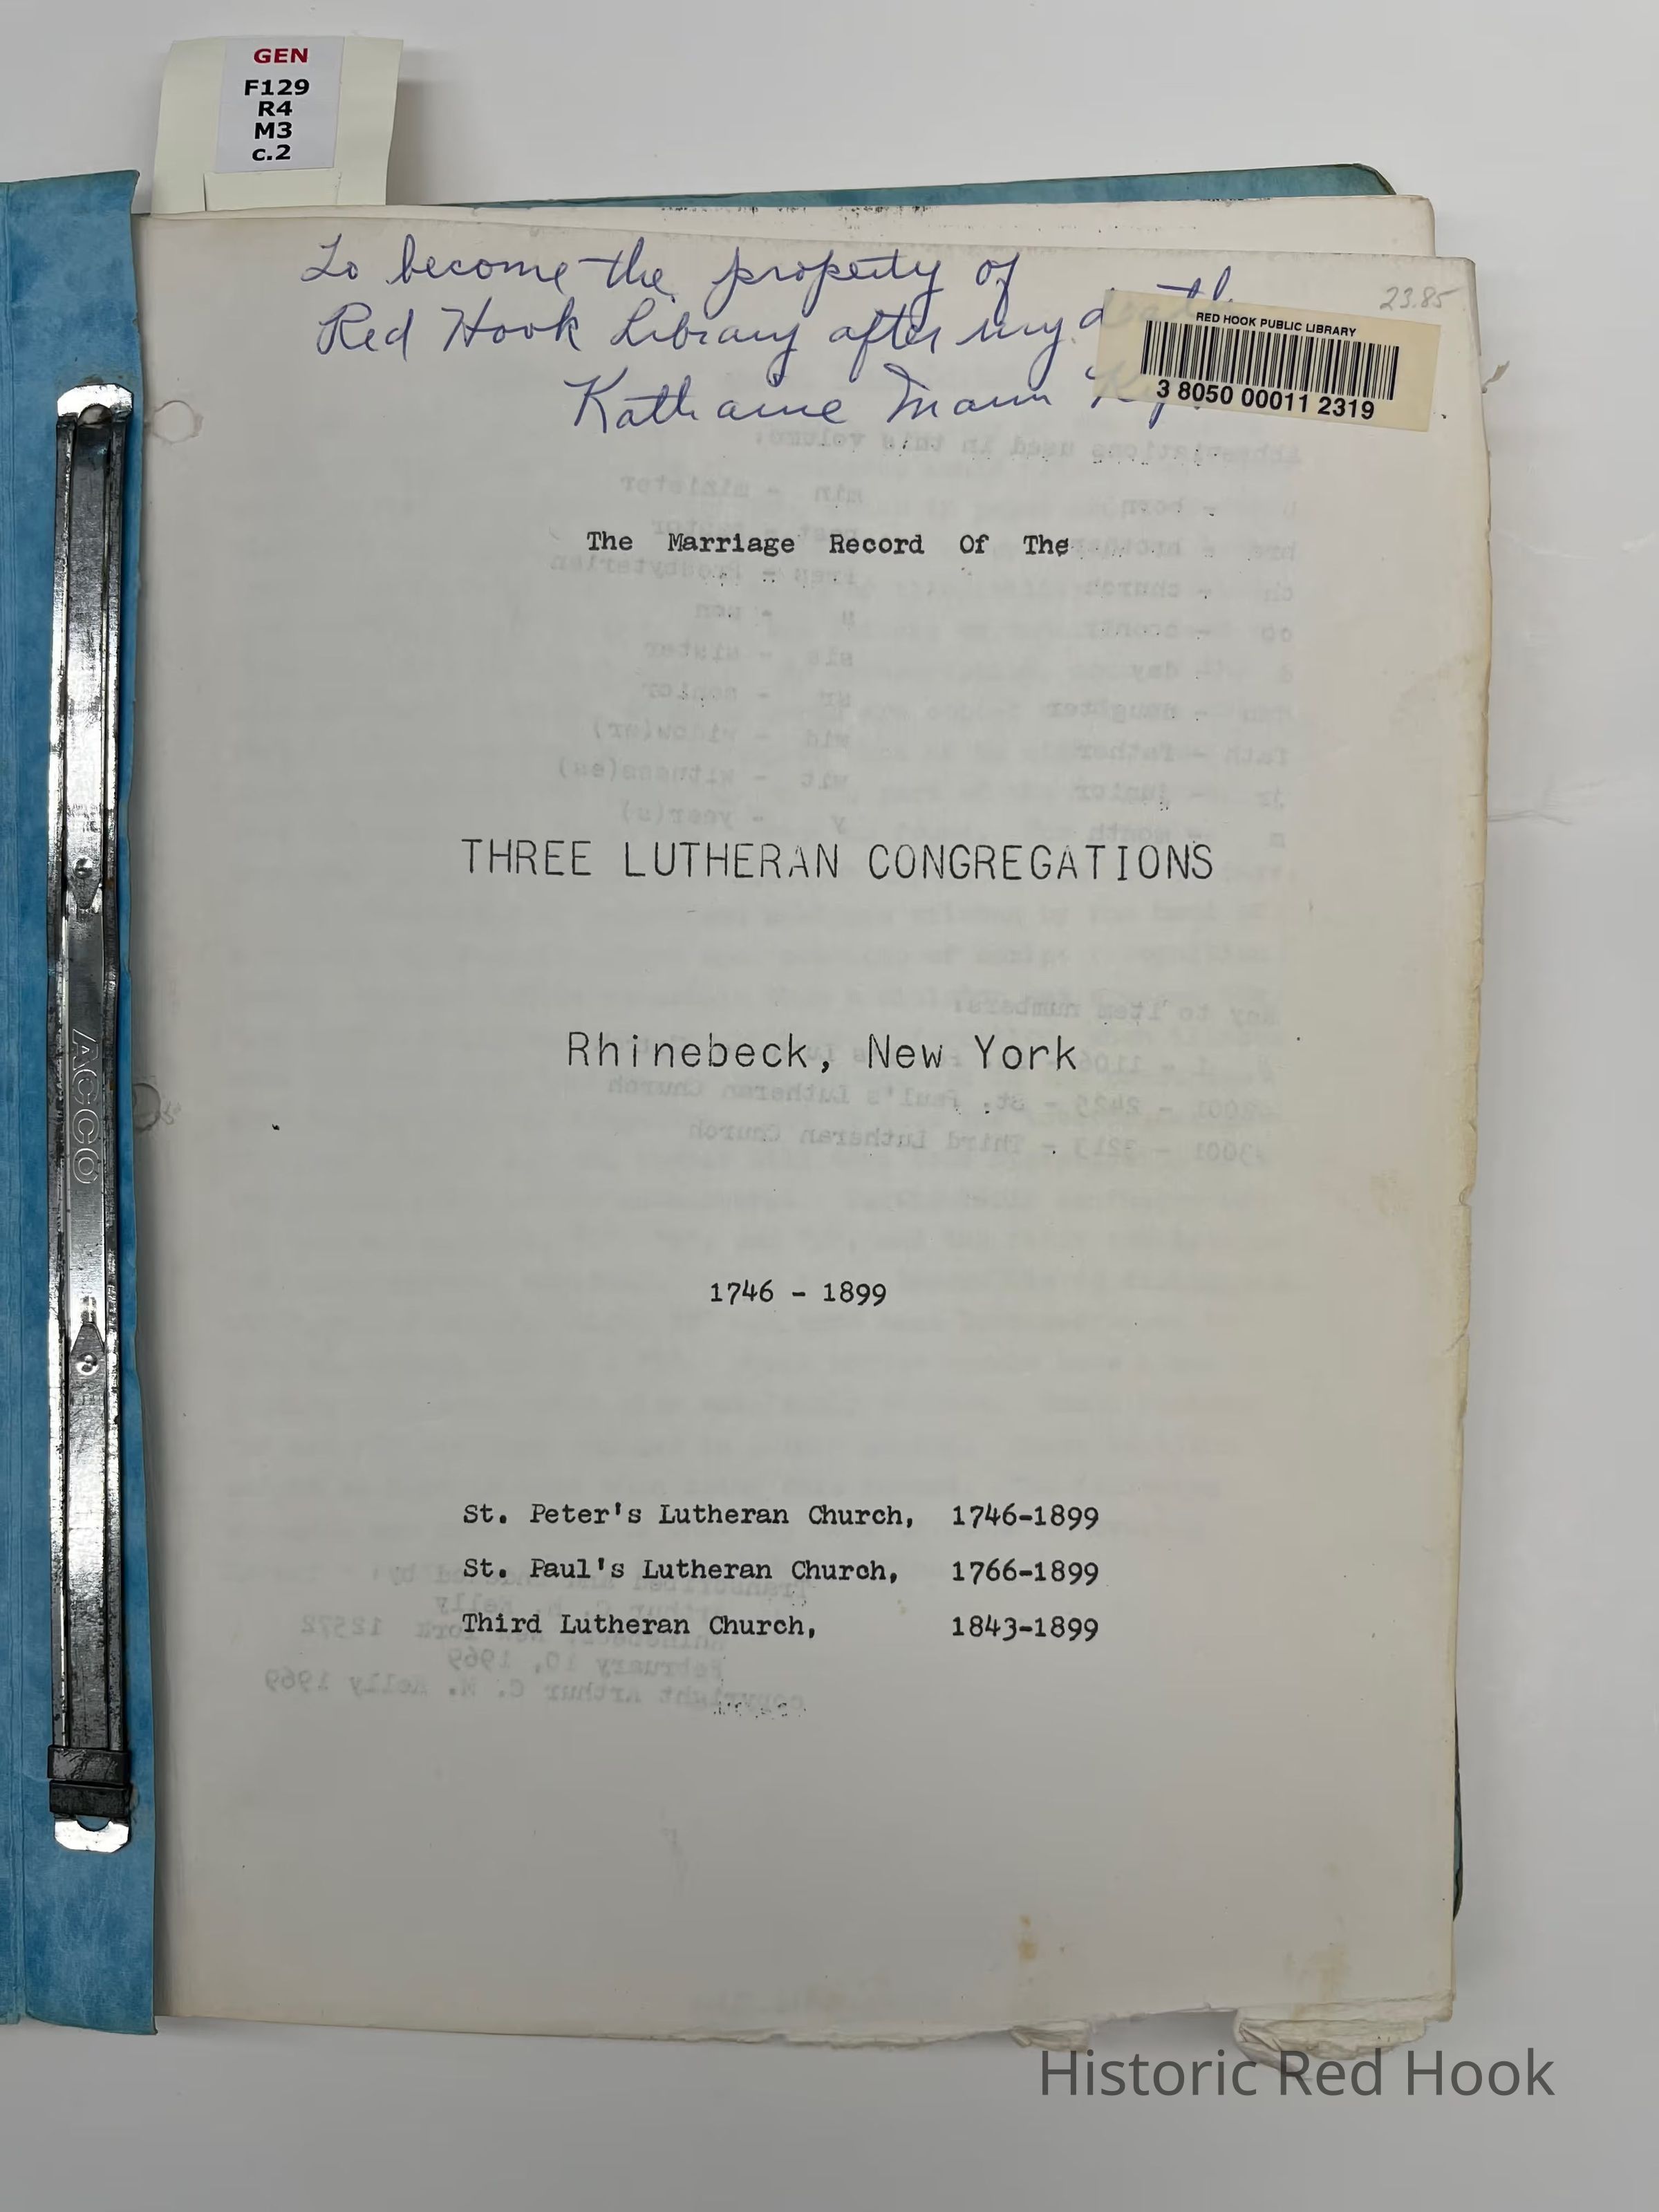 GEN
F129
R4
M3
c.2
To become the property of
Red Hook Library after my death
23.85
RED HOOK PUBLIC LIBRARY
3 8050 00011 2319
Katharine Mann
The Marriage Record Of The
THREE LUTHERAN CONGREGATIONS
Rhinebeck, New York
1746 - 1899
St. Peter's Lutheran Church, 1746-1899
St. Paul's Lutheran Church, 1766-1899
Third Lutheran Church, 1843-1899
ACCO
Historic Red Hook